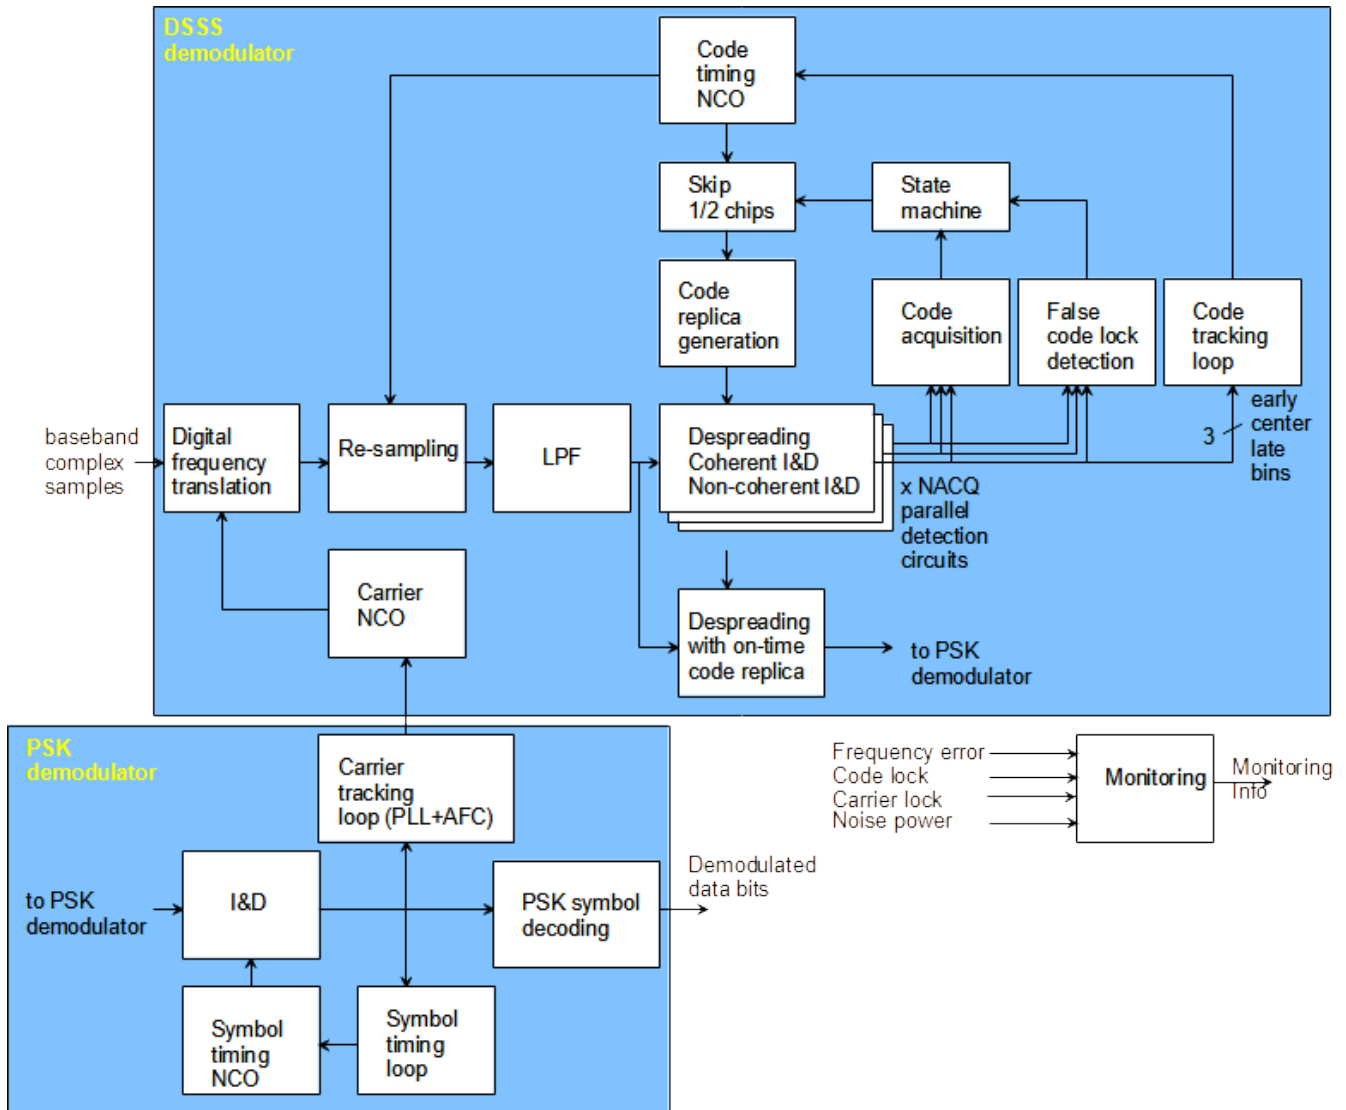 DSSS
demodulator
Code
timing
NCO
Skip
1/2 chips
State
machine
Code
replica
generation
Code
acquisition
False
code lock
detection
Code
tracking
loop
baseband
complex
samples
Digital
frequency
translation
Re-sampling
LPF
Despreading
Coherent I&D
Non-coherent I&D
3
early
center
late
bins
x NACQ
parallel
detection
circuits
Carrier
NCO
Despreading
with on-time
code replica
to PSK
demodulator
PSK
demodulator
Carrier
tracking
loop (PLL+AFC)
Frequency error
Code lock
Carrier lock
Noise power
Monitoring
Monitoring
Info
to PSK
demodulator
I&D
PSK symbol
decoding
Demodulated
data bits
Symbol
timing
NCO
Symbol
timing
loop